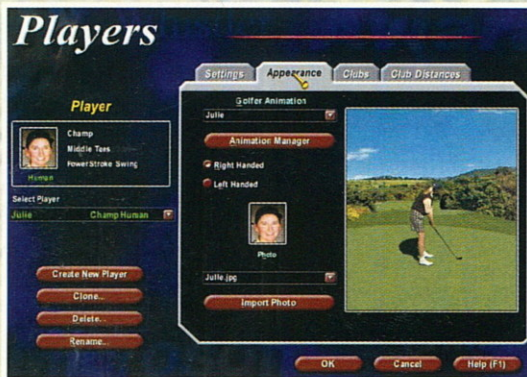 Players
Settings
Appearance
Clubs
Club Distances
Player
Champ
Middle Tees
PowerStroke Swing
Human
Select Player
Julie Champ Human
Create New Player
Clone...
Delete...
Rename...
Golfer Animation
Julie
Animation Manager
Right Handed
Left Handed
Photo
Julie.jpg
Import Photo
OK
Cancel
Help (F1)